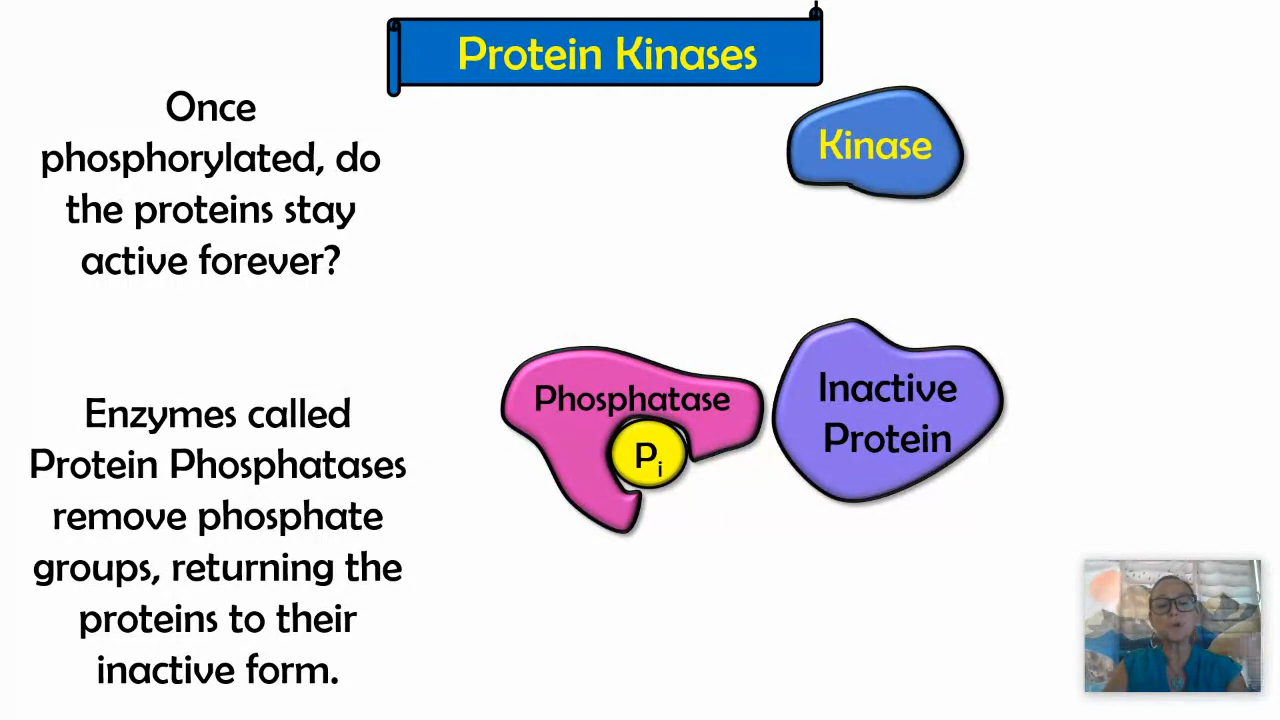 Protein Kinases
Once
phosphorylated, do
the proteins stay
active forever?
Kinase
Enzymes called
Protein Phosphatases
remove phosphate
groups, returning the
proteins to their
inactive form.
Phosphatase
Pi
Inactive
Protein